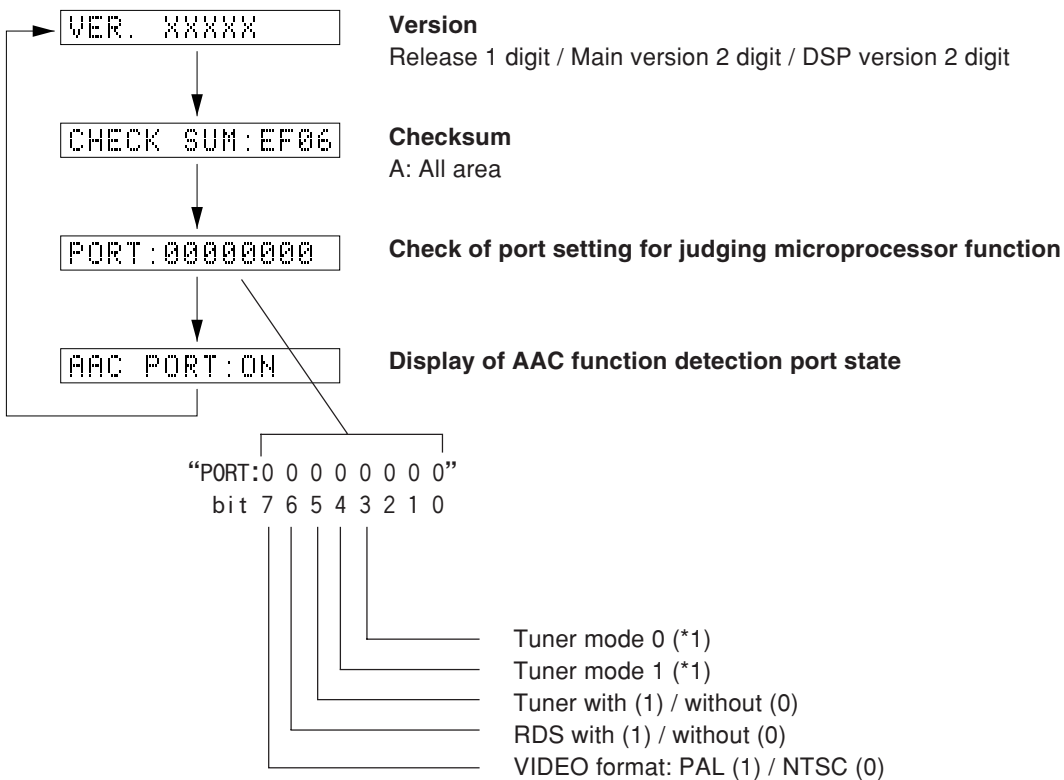 VER. XXXXX
Version
Release 1 digit / Main version 2 digit / DSP version 2 digit
CHECK SUM:EF06
Checksum
A: All area
PORT:00000000
Check of port setting for judging microprocessor function
AAC PORT:ON
Display of AAC function detection port state
“PORT:0 0 0 0 0 0 0 0”
bit 7 6 5 4 3 2 1 0
Tuner mode 0 (*1)
Tuner mode 1 (*1)
Tuner with (1) / without (0)
RDS with (1) / without (0)
VIDEO format: PAL (1) / NTSC (0)